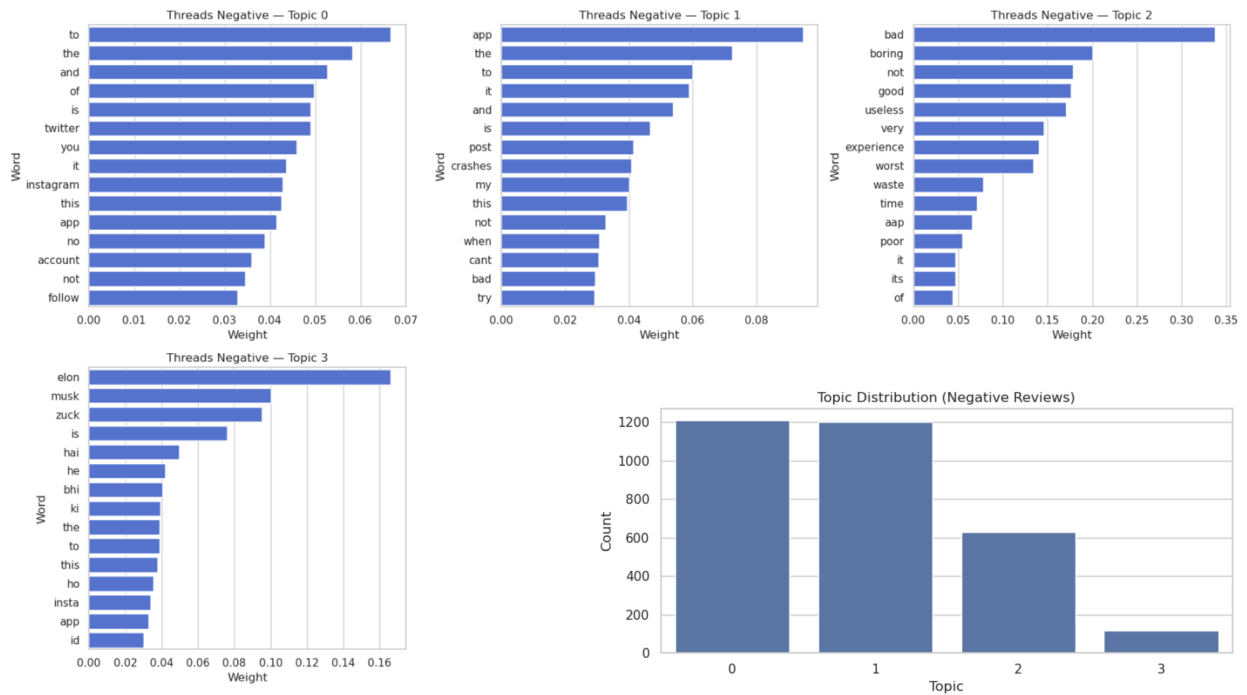 Threads Negative — Topic 0
Word
to
the
and
of
is
twitter
you
it
instagram
this
app
no
account
not
follow
0.00 0.01 0.02 0.03 0.04 0.05 0.06 0.07
Weight
Threads Negative — Topic 1
Word
app
the
to
it
and
is
post
crashes
my
this
not
when
cant
bad
try
0.00 0.02 0.04 0.06 0.08
Weight
Threads Negative — Topic 2
Word
bad
boring
not
good
useless
very
experience
worst
waste
time
aap
poor
it
its
of
0.00 0.05 0.10 0.15 0.20 0.25 0.30 0.35
Weight
Threads Negative — Topic 3
Word
elon
musk
zuck
is
hai
he
bhi
ki
the
to
this
ho
insta
app
id
0.00 0.02 0.04 0.06 0.08 0.10 0.12 0.14 0.16
Weight
Topic Distribution (Negative Reviews)
Count
1200
1000
800
600
400
200
0
0 1 2 3
Topic